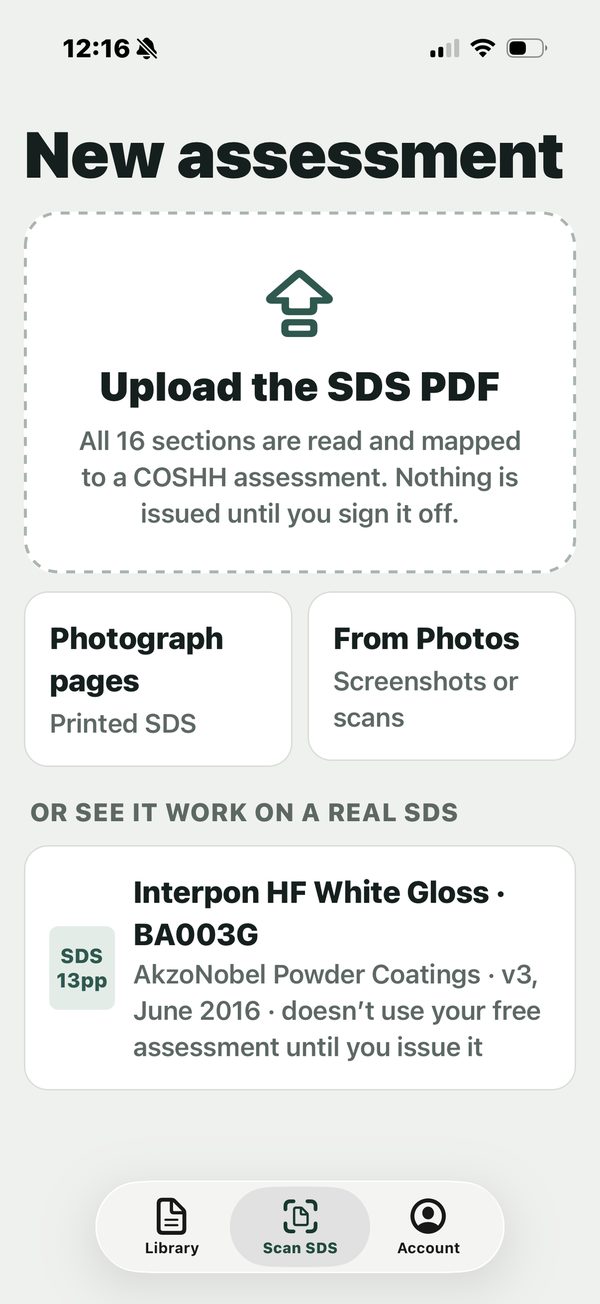 12:16
New assessment
Upload the SDS PDF
All 16 sections are read and mapped
to a COSHH assessment. Nothing is
issued until you sign it off.
Photograph
pages
Printed SDS
From Photos
Screenshots or
scans
OR SEE IT WORK ON A REAL SDS
SDS
13pp
Interpon HF White Gloss ·
BA003G
AkzoNobel Powder Coatings · v3,
June 2016 · doesn’t use your free
assessment until you issue it
Library
Scan SDS
Account